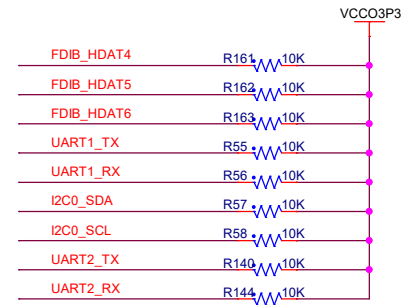 VCCO3P3
FDIB_HDAT4 R161 10K
FDIB_HDAT5 R162 10K
FDIB_HDAT6 R163 10K
UART1_TX R55 10K
UART1_RX R56 10K
I2C0_SDA R57 10K
I2C0_SCL R58 10K
UART2_TX R140 10K
UART2_RX R144 10K